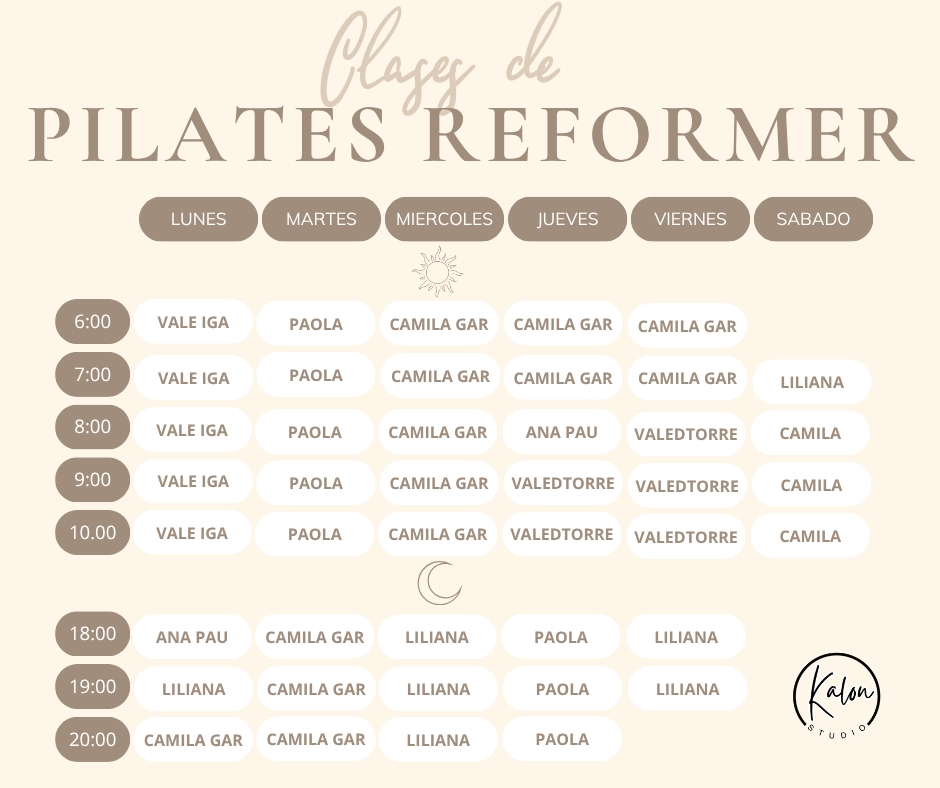 Clases de
PILATES REFORMER
LUNES MARTES MIERCOLES JUEVES VIERNES SABADO
6:00 VALE IGA PAOLA CAMILA GAR CAMILA GAR CAMILA GAR
7:00 VALE IGA PAOLA CAMILA GAR CAMILA GAR CAMILA GAR LILIANA
8:00 VALE IGA PAOLA CAMILA GAR ANA PAU VALEDTORRE CAMILA
9:00 VALE IGA PAOLA CAMILA GAR VALEDTORRE VALEDTORRE CAMILA
10.00 VALE IGA PAOLA CAMILA GAR VALEDTORRE VALEDTORRE CAMILA
18:00 ANA PAU CAMILA GAR LILIANA PAOLA LILIANA
19:00 LILIANA CAMILA GAR LILIANA PAOLA LILIANA
20:00 CAMILA GAR CAMILA GAR LILIANA PAOLA
Kalon
STUDIO